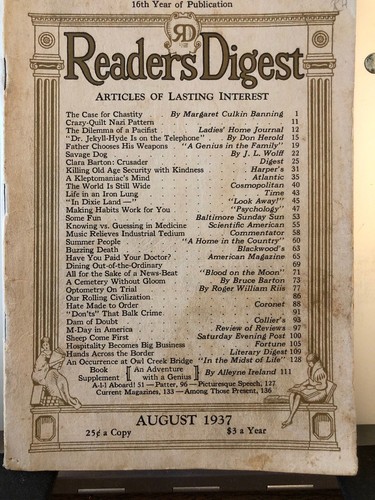 16th Year of Publication
RD
Readers Digest
ARTICLES OF LASTING INTEREST
The Case for Chastity By Margaret Culkin Banning 1
Crazy-Quilt Nazi Pattern 11
The Dilemma of a Pacifist Ladies' Home Journal 12
"Dr. Jekyll-Hyde Is on the Telephone" By Don Herold 15
Father Chooses His Weapons "A Genius in the Family" 19
Savage Dog By J. L. Wolff 22
Clara Barton: Crusader Digest 25
Killing Old Age Security with Kindness Harper's 31
A Kleptomaniac's Mind Atlantic 35
The World Is Still Wide Cosmopolitan 40
Life in an Iron Lung Time 43
"In Dixie Land—" "Look Away!" 45
Making Habits Work for You "Psychology" 47
Some Fun Baltimore Sunday Sun 53
Knowing vs. Guessing in Medicine Scientific American 55
Music Relieves Industrial Tedium Commentator 58
Summer People "A Home in the Country" 60
Buzzing Death Blackwood's 63
Have You Paid Your Doctor? American Magazine 65
Dining Out-of-the-Ordinary 69
All for the Sake of a News-Beat "Blood on the Moon" 71
A Cemetery Without Gloom By Bruce Barton 73
Optometry On Trial By Roger William Riis 77
Our Rolling Civilization 86
Hate Made to Order Coronet 88
"Don'ts" That Balk Crime 91
Dam of Doubt Collier's 93
M-Day in America Review of Reviews 97
Sheep Come First Saturday Evening Post 100
Hospitality Becomes Big Business Fortune 105
Hands Across the Border Literary Digest 109
An Occurrence at Owl Creek Bridge "In the Midst of Life" 128
Book Supplement [ An Adventure with a Genius ] By Alleyne Ireland 111
A-l-l Aboard! 51 — Patter, 96 — Picturesque Speech, 127
Current Magazines, 133 — Among Those Present, 136
AUGUST 1937
25¢ a Copy $3 a Year